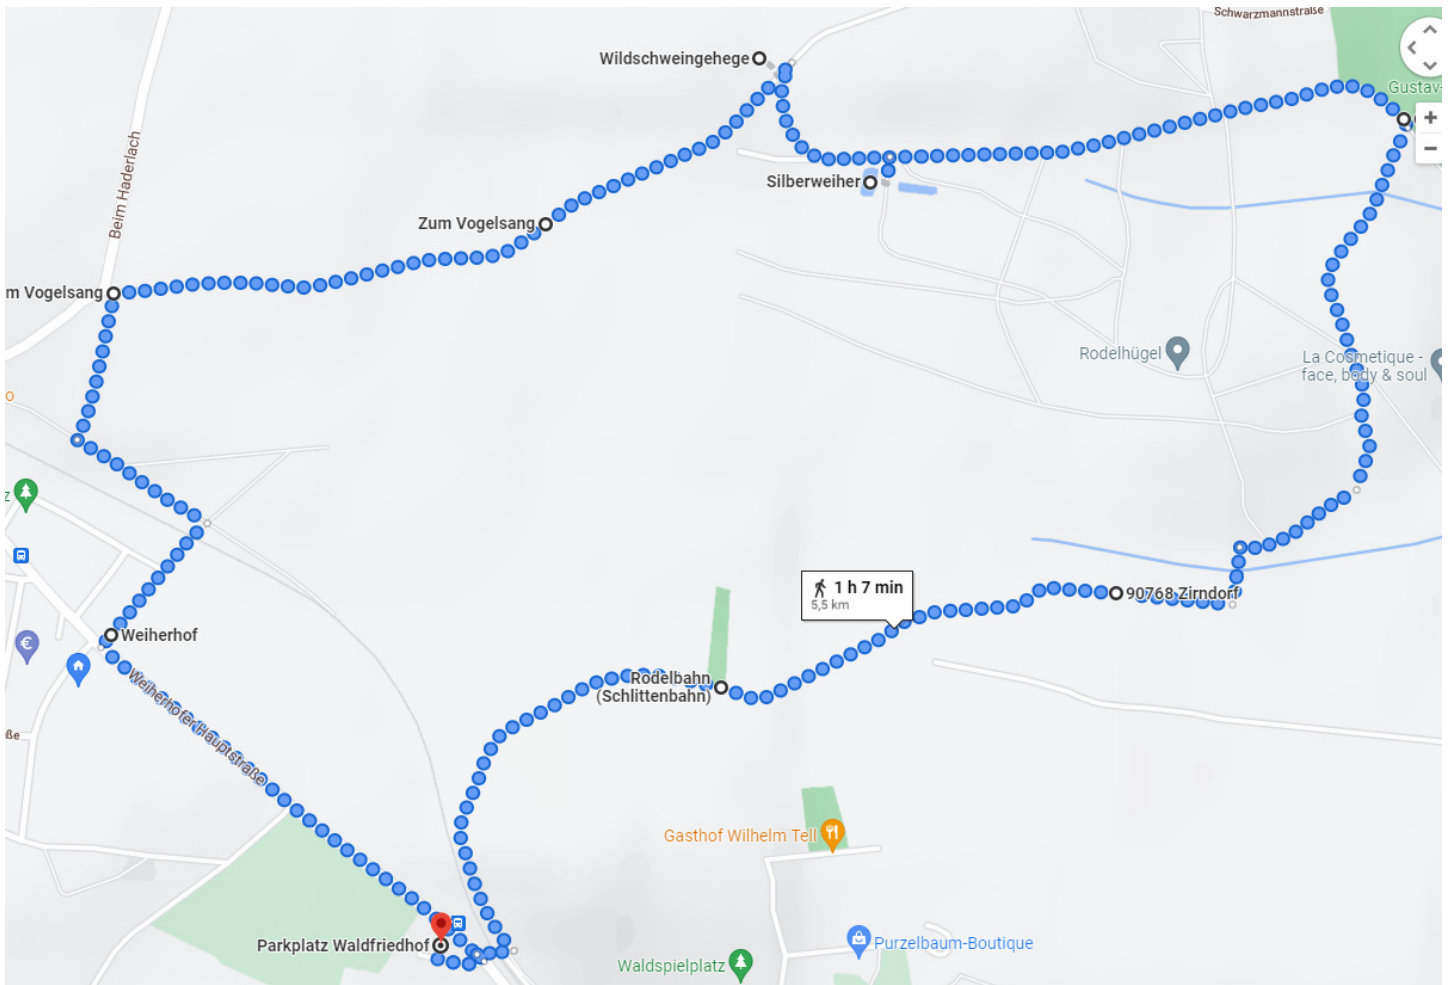 Schwarzmannstraße
Wildschweingehege
Gustav-
Beim Haderlach
Silberweiher
Zum Vogelsang
m Vogelsang
Rodelhügel
La Cosmetique -
face, body & soul
o
z
1 h 7 min
5,5 km
90768 Zirndorf
Weiherhof
€
Rodelbahn
(Schlittenbahn)
Weiherhofer Hauptstraße
ße
Gasthof Wilhelm Tell
Parkplatz Waldfriedhof
Purzelbaum-Boutique
Waldspielplatz